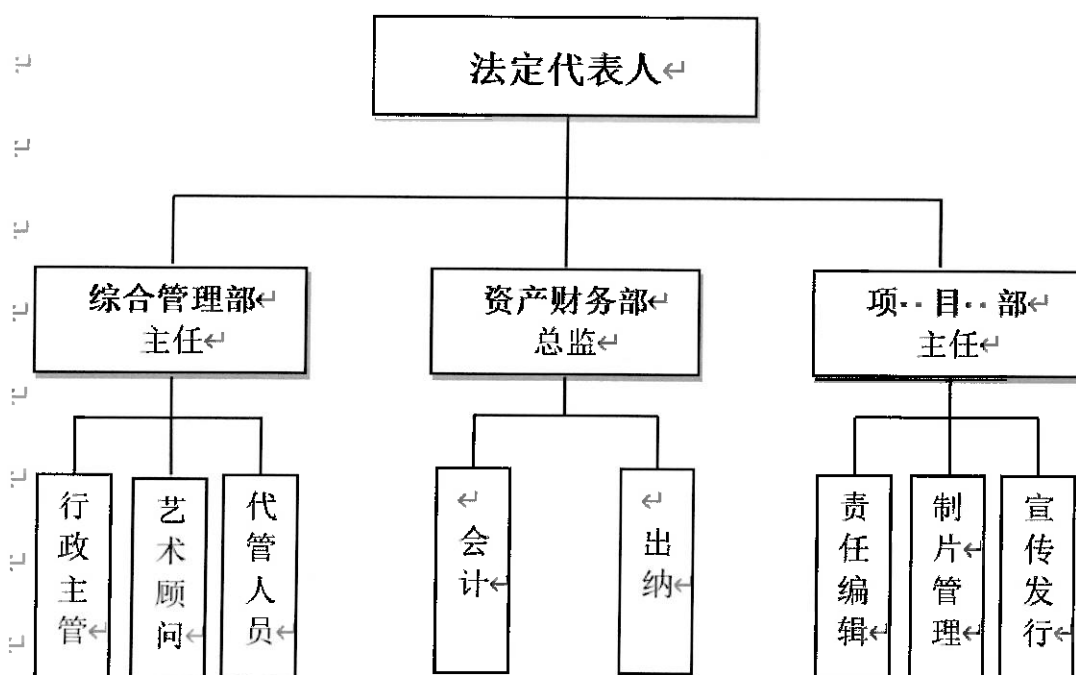 法定代表人
综合管理部
主任
资产财务部
总监
项目部
主任
行政主管
艺术顾问
代管人员
会计
出纳
责任编辑
制片管理
宣传发行